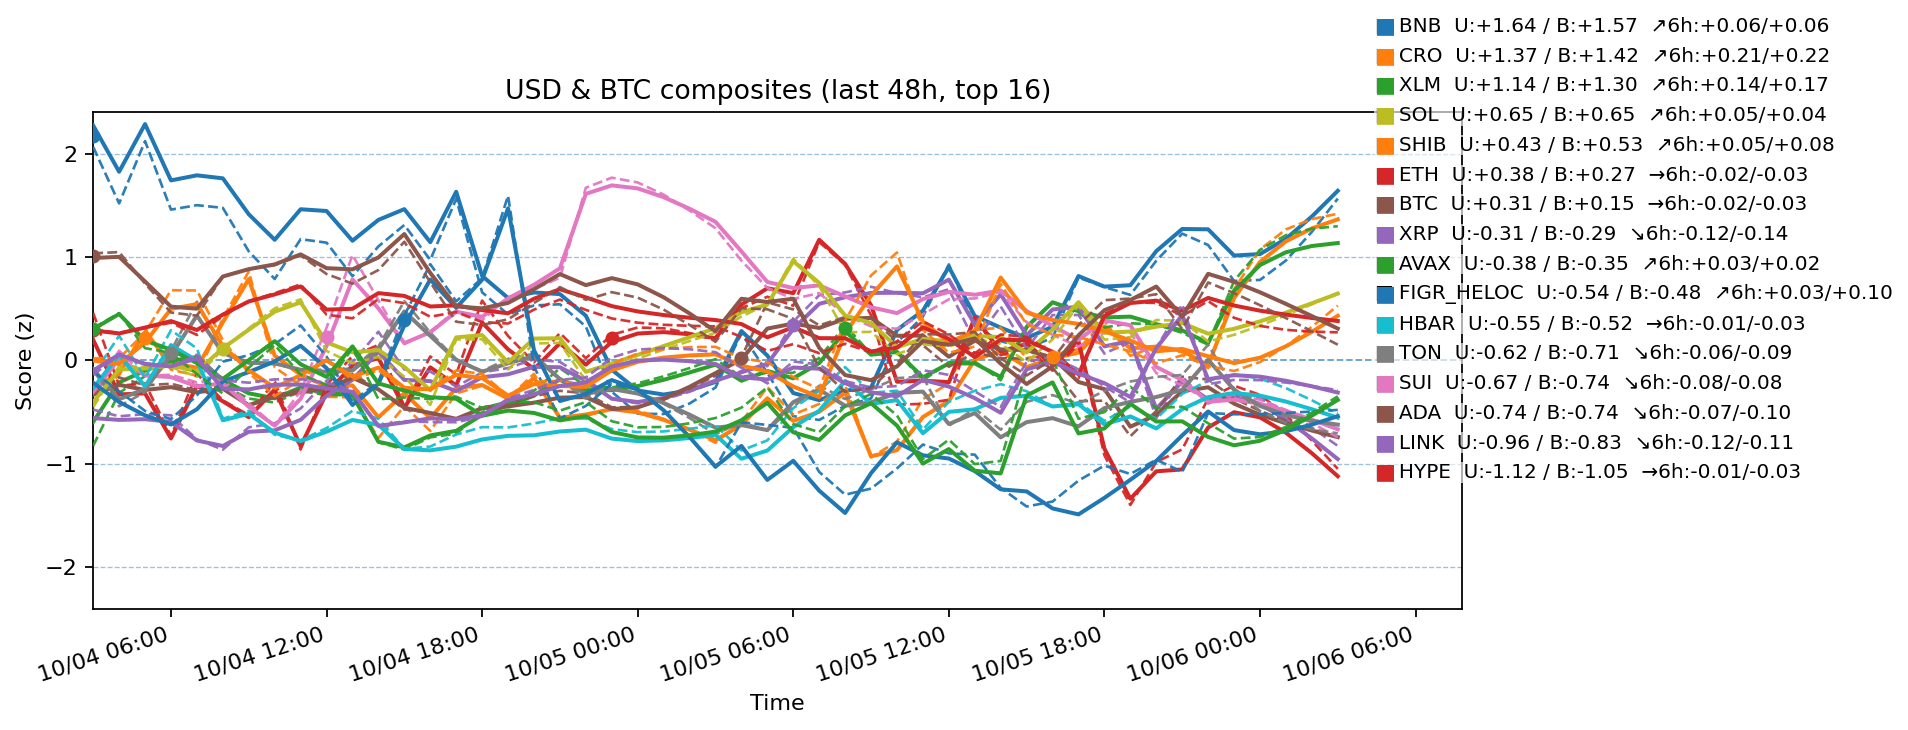 BNB  U:+1.64 / B:+1.57  ↗6h:+0.06/+0.06
CRO  U:+1.37 / B:+1.42  ↗6h:+0.21/+0.22
XLM  U:+1.14 / B:+1.30  ↗6h:+0.14/+0.17
SOL  U:+0.65 / B:+0.65  ↗6h:+0.05/+0.04
SHIB  U:+0.43 / B:+0.53  ↗6h:+0.05/+0.08
ETH  U:+0.38 / B:+0.27  →6h:-0.02/-0.03
BTC  U:+0.31 / B:+0.15  →6h:-0.02/-0.03
XRP  U:-0.31 / B:-0.29  ↘6h:-0.12/-0.14
AVAX  U:-0.38 / B:-0.35  ↗6h:+0.03/+0.02
FIGR_HELOC  U:-0.54 / B:-0.48  ↗6h:+0.03/+0.10
HBAR  U:-0.55 / B:-0.52  →6h:-0.01/-0.03
TON  U:-0.62 / B:-0.71  ↘6h:-0.06/-0.09
SUI  U:-0.67 / B:-0.74  ↘6h:-0.08/-0.08
ADA  U:-0.74 / B:-0.74  ↘6h:-0.07/-0.10
LINK  U:-0.96 / B:-0.83  ↘6h:-0.12/-0.11
HYPE  U:-1.12 / B:-1.05  →6h:-0.01/-0.03
USD & BTC composites (last 48h, top 16)
Score (z)
2
1
0
−1
−2
10/04 06:00
10/04 12:00
10/04 18:00
10/05 00:00
10/05 06:00
10/05 12:00
10/05 18:00
10/06 00:00
10/06 06:00
Time